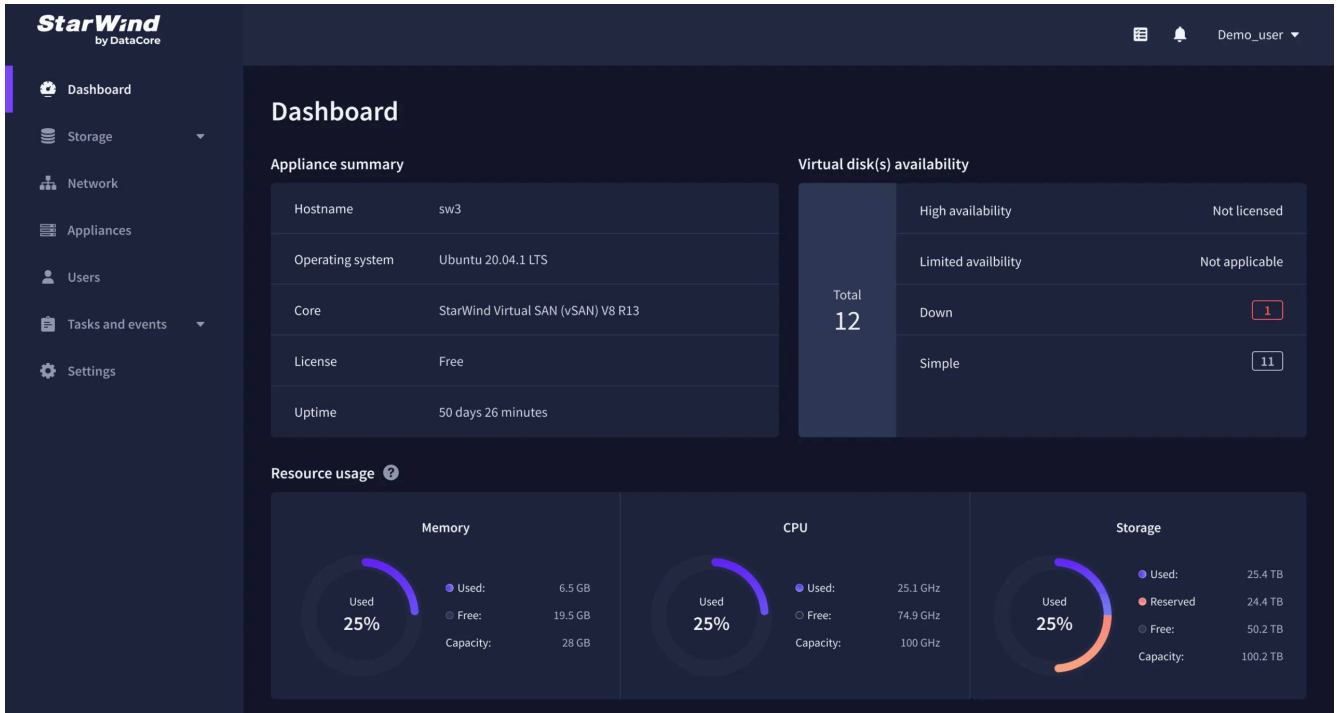 StarWind
by DataCore
Demo_user
Dashboard
Storage
Network
Appliances
Users
Tasks and events
Settings
Dashboard
Appliance summary
Hostname sw3
Operating system Ubuntu 20.04.1 LTS
Core StarWind Virtual SAN (vSAN) V8 R13
License Free
Uptime 50 days 26 minutes
Virtual disk(s) availability
Total
12
High availability Not licensed
Limited availbility Not applicable
Down 1
Simple 11
Resource usage ?
Memory
Used
25%
Used: 6.5 GB
Free: 19.5 GB
Capacity: 28 GB
CPU
Used
25%
Used: 25.1 GHz
Free: 74.9 GHz
Capacity: 100 GHz
Storage
Used
25%
Used: 25.4 TB
Reserved 24.4 TB
Free: 50.2 TB
Capacity: 100.2 TB